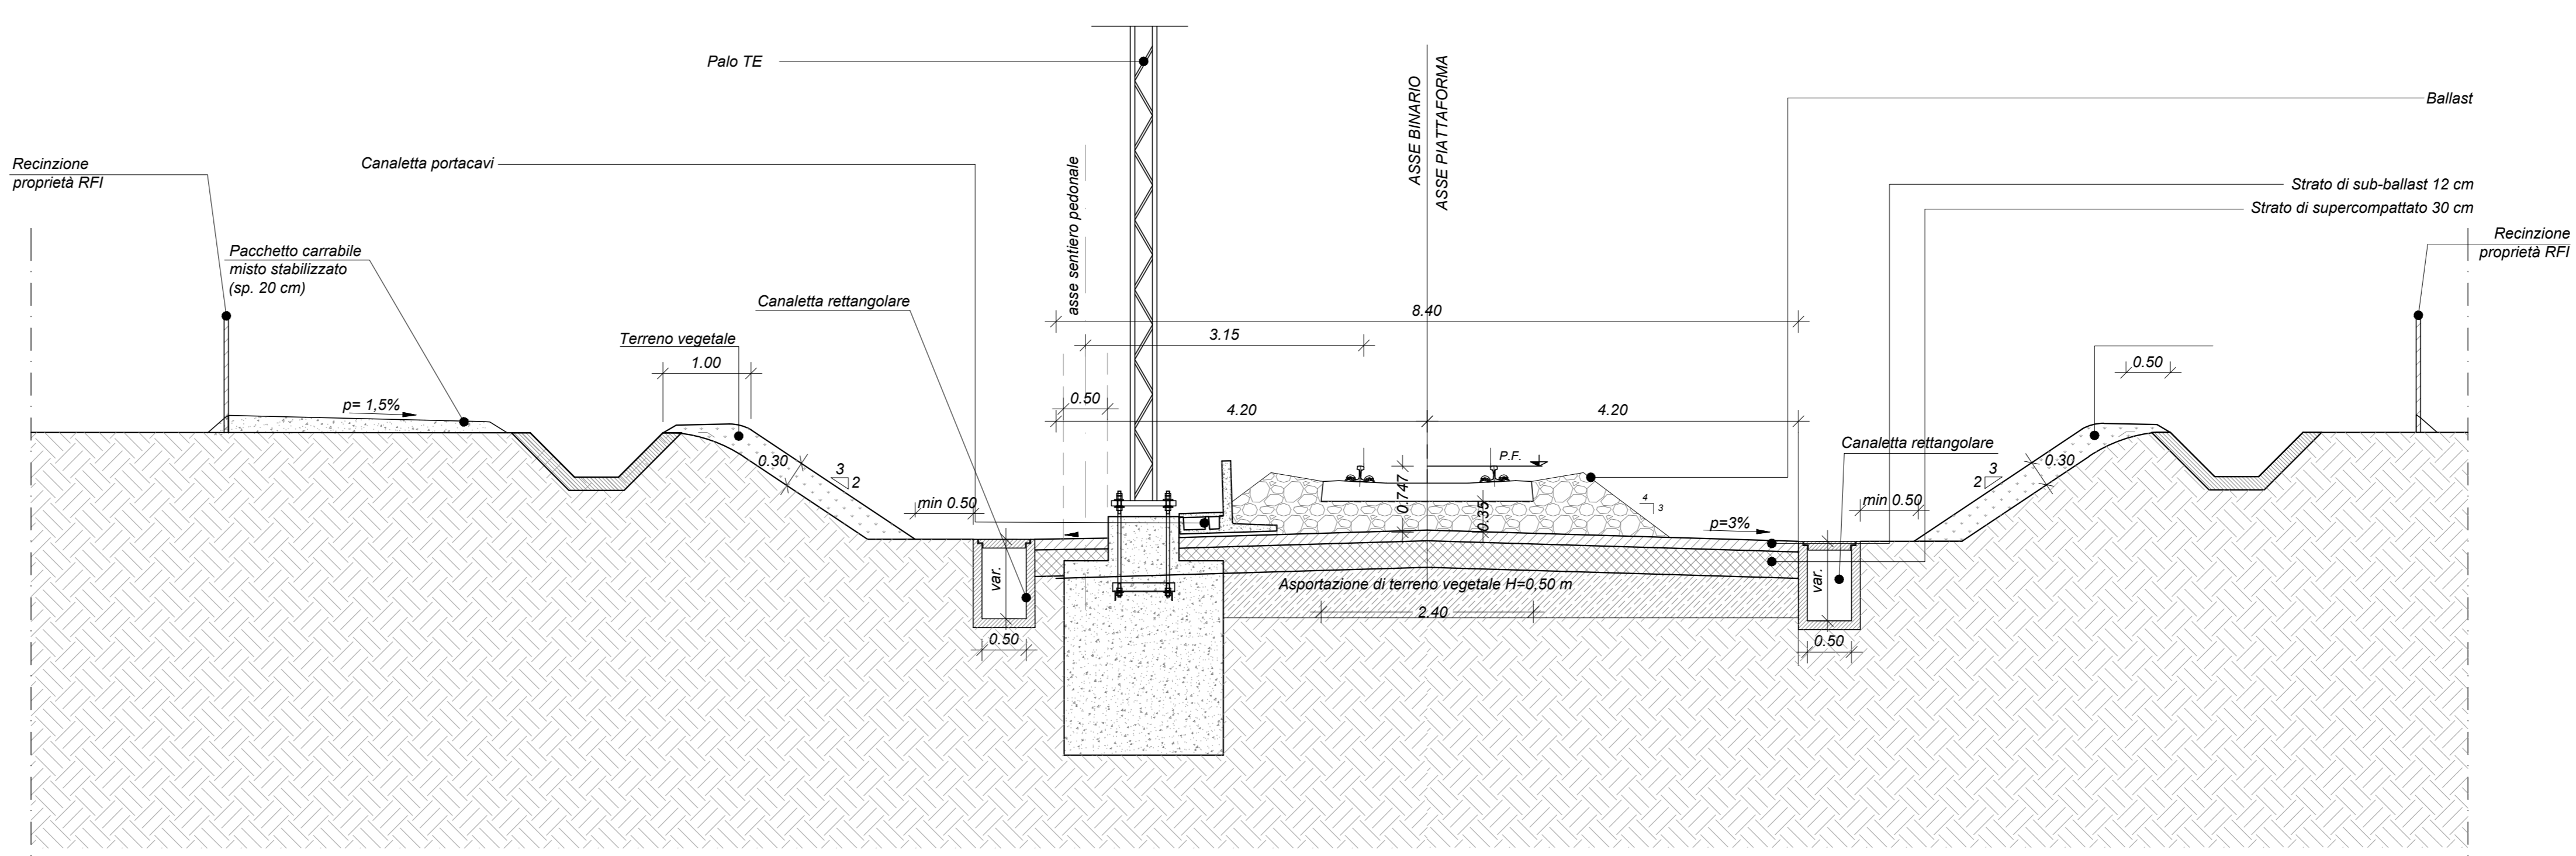 Palo TE
ASSE BINARIO
ASSE PIATTAFORMA
Ballast
Recinzione
proprietà RFI
Canaletta portacavi
asse sentiero pedonale
Strato di sub-ballast 12 cm
Strato di supercompattato 30 cm
Recinzione
proprietà RFI
Pacchetto carrabile
misto stabilizzato
(sp. 20 cm)
Canaletta rettangolare
8.40
3.15
Terreno vegetale
1.00
0.50
p= 1,5%
0.50
4.20
4.20
Canaletta rettangolare
P.F.
0.30
3
2
0.747
0.35
4
3
3
2
0.30
min 0.50
min 0.50
p=3%
var.
var.
Asportazione di terreno vegetale H=0,50 m
2.40
0.50
0.50